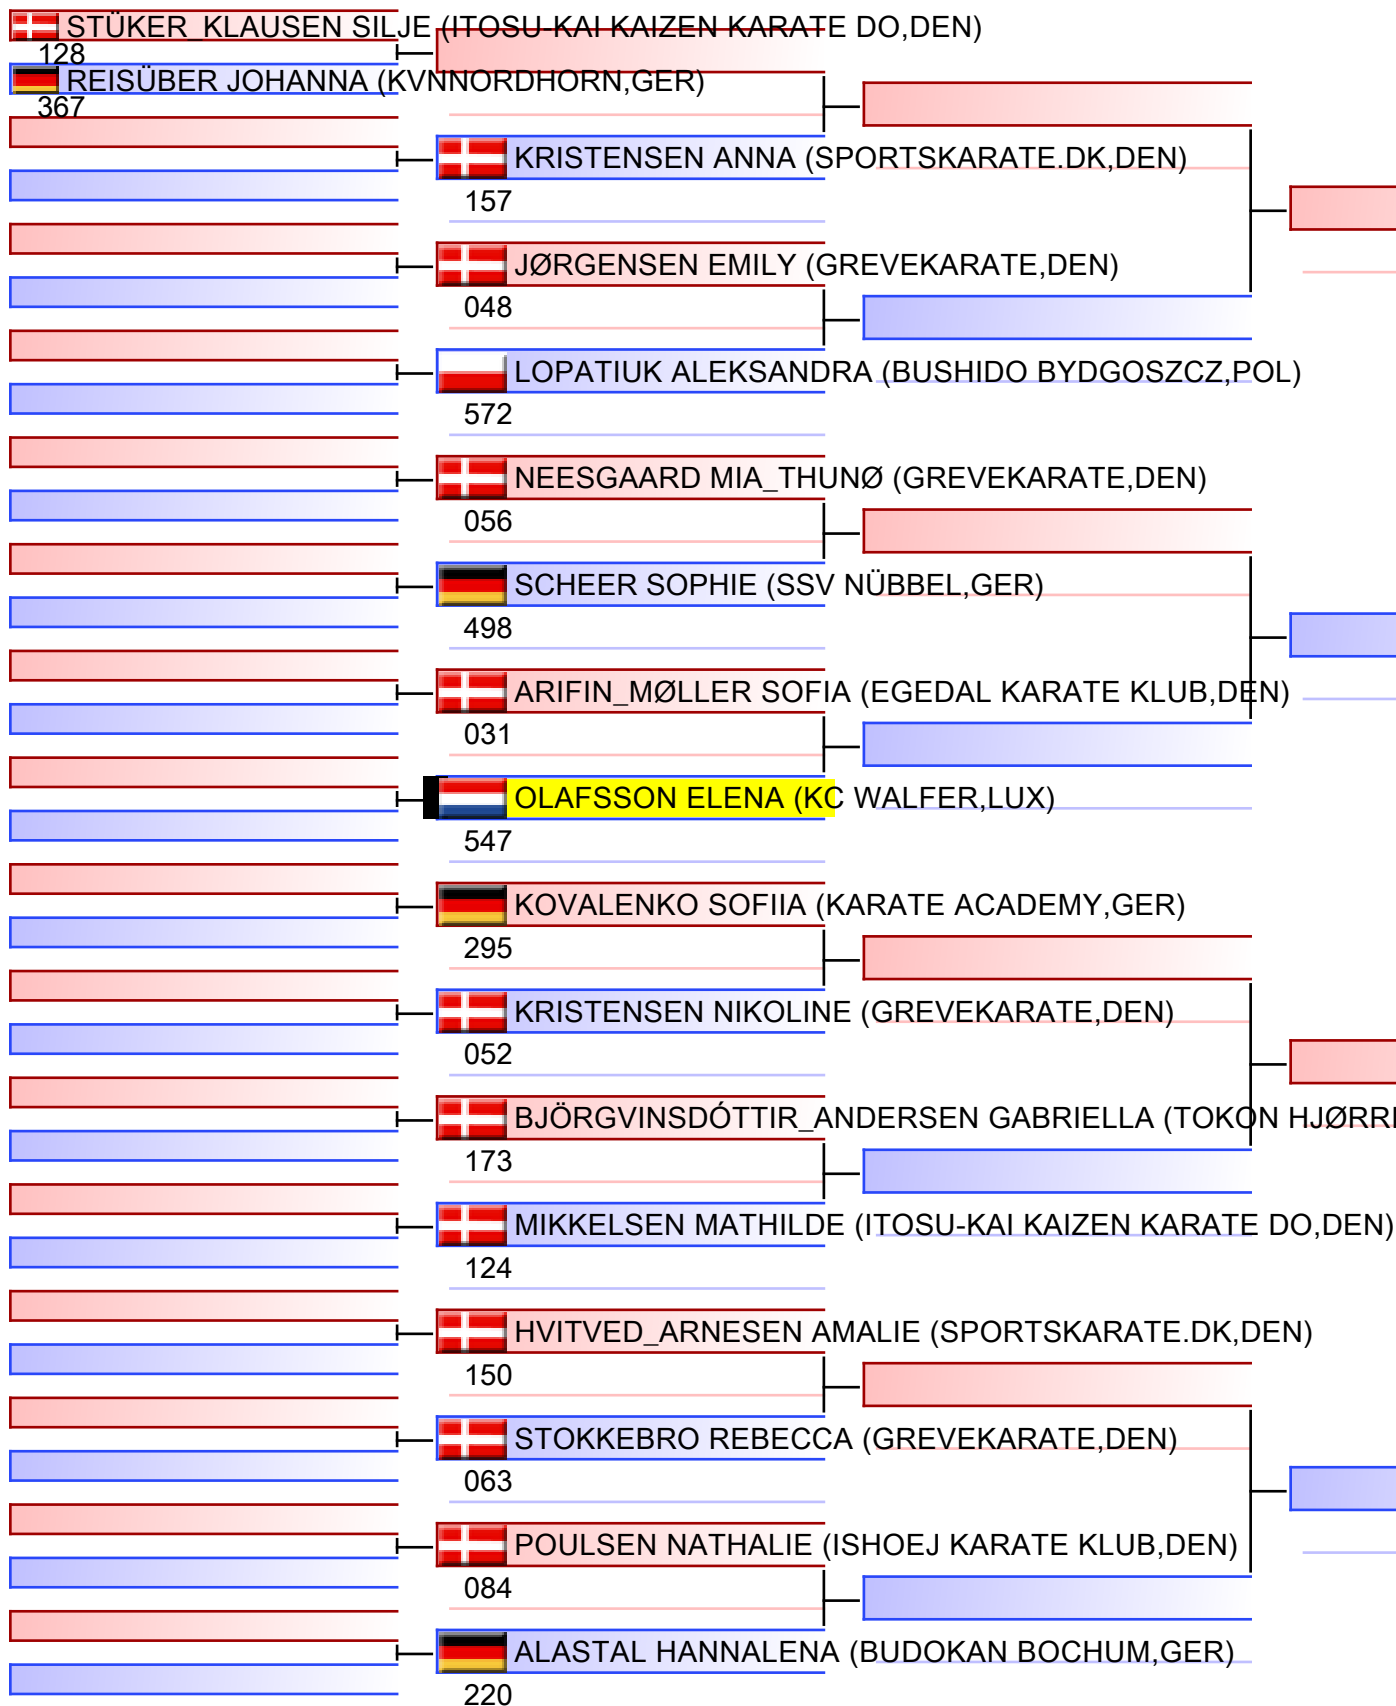 STÜKER_KLAUSEN SILJE (ITOSU-KAI KAIZEN KARATE DO,DEN)
128
REISÜBER JOHANNA (KVNNORDHORN,GER)
367
KRISTENSEN ANNA (SPORTSKARATE.DK,DEN)
157
JØRGENSEN EMILY (GREVEKARATE,DEN)
048
LOPATIUK ALEKSANDRA (BUSHIDO BYDGOSZCZ,POL)
572
NEESGAARD MIA_THUNØ (GREVEKARATE,DEN)
056
SCHEER SOPHIE (SSV NÜBBEL,GER)
498
ARIFIN_MØLLER SOFIA (EGEDAL KARATE KLUB,DEN)
031
OLAFSSON ELENA (KC WALFER,LUX)
547
KOVALENKO SOFIIA (KARATE ACADEMY,GER)
295
KRISTENSEN NIKOLINE (GREVEKARATE,DEN)
052
BJÖRGVINSDÓTTIR_ANDERSEN GABRIELLA (TOKON
173
MIKKELSEN MATHILDE (ITOSU-KAI KAIZEN KARATE DO,DEN)
124
HVITVED_ARNESEN AMALIE (SPORTSKARATE.DK,DEN)
150
STOKKEBRO REBECCA (GREVEKARATE,DEN)
063
POULSEN NATHALIE (ISHOEJ KARATE KLUB,DEN)
084
ALASTAL HANNALENA (BUDOKAN BOCHUM,GER)
220